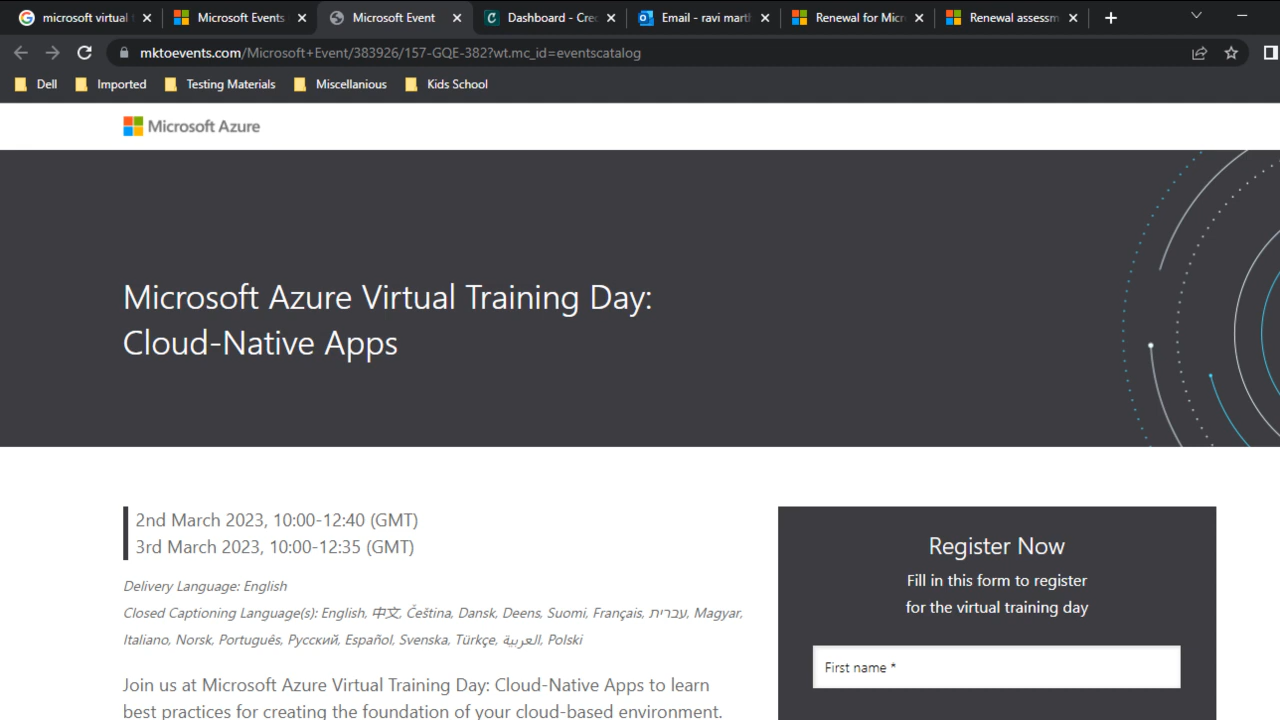 microsoft virtual
Microsoft Events
Microsoft Event
Dashboard - Cred
Email - ravi mart
Renewal for Micr
Renewal assessm
mktoevents.com/Microsoft+Event/383926/157-GQE-382?wt.mc_id=eventscatalog
Dell
Imported
Testing Materials
Miscellanious
Kids School
Microsoft Azure
Microsoft Azure Virtual Training Day:
Cloud-Native Apps
2nd March 2023, 10:00-12:40 (GMT)
3rd March 2023, 10:00-12:35 (GMT)
Delivery Language: English
Closed Captioning Language(s): English, 中文, Čeština, Dansk, Deens, Suomi, Français, עברית, Magyar,
Italiano, Norsk, Português, Русский, Español, Svenska, Türkçe, العربية, Polski
Join us at Microsoft Azure Virtual Training Day: Cloud-Native Apps to learn
best practices for creating the foundation of your cloud-based environment.
Register Now
Fill in this form to register
for the virtual training day
First name *